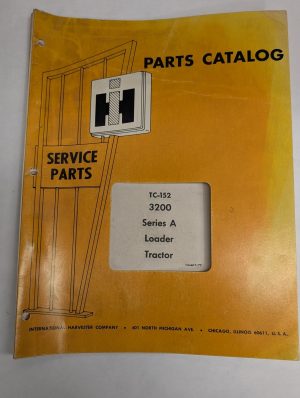 PARTS CATALOG
IH
SERVICE
PARTS
TC-152
3200
Series A
Loader
Tractor
INTERNATIONAL HARVESTER COMPANY • 401 NORTH MICHIGAN AVE. • CHICAGO, ILLINOIS 60611, U. S. A.